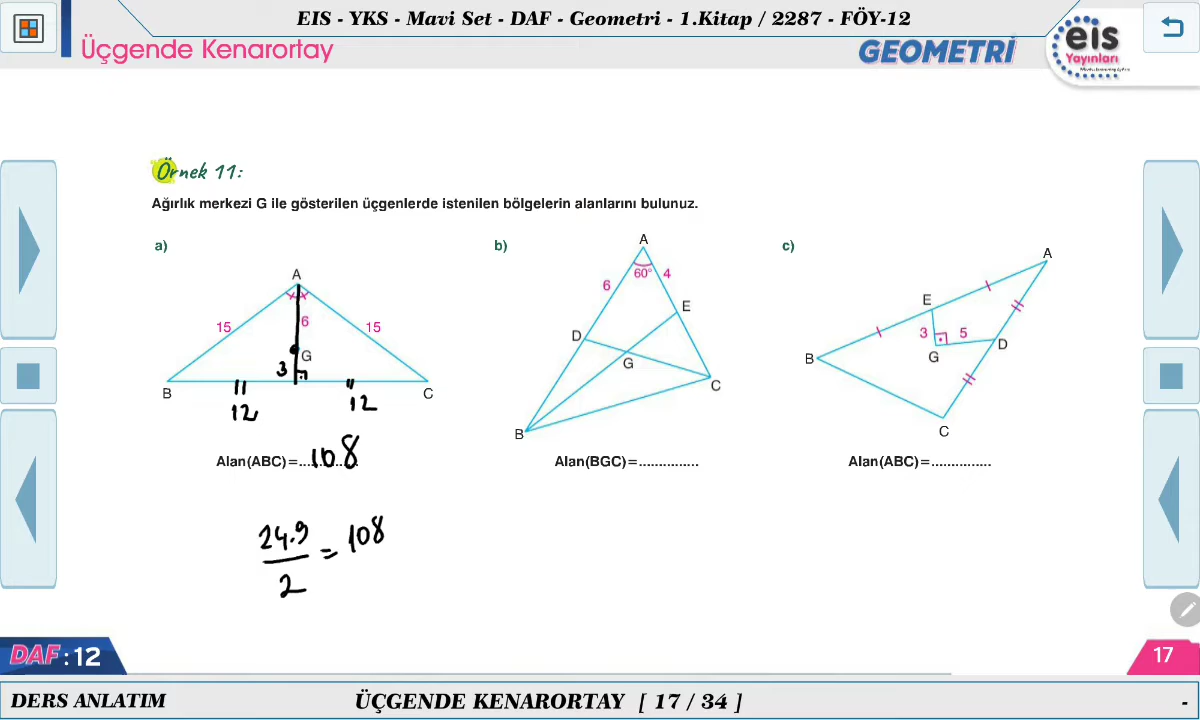 EIS - YKS - Mavi Set - DAF - Geometri - 1.Kitap / 2287 - FÖY-12
Üçgende Kenarortay
GEOMETRİ
eis
Yayınları
Örnek 11:
Ağırlık merkezi G ile gösterilen üçgenlerde istenilen bölgelerin alanlarını bulunuz.
a)
A
15
6
15
G
3
B
C
12
12
Alan(ABC)=............... 108
24.9
2
= 108
b)
A
60°
4
6
E
D
G
C
B
Alan(BGC)=...............
c)
A
E
3
5
D
G
B
C
Alan(ABC)=...............
DAF : 12
17
DERS ANLATIM
ÜÇGENDE KENARORTAY [ 17 / 34 ]
-